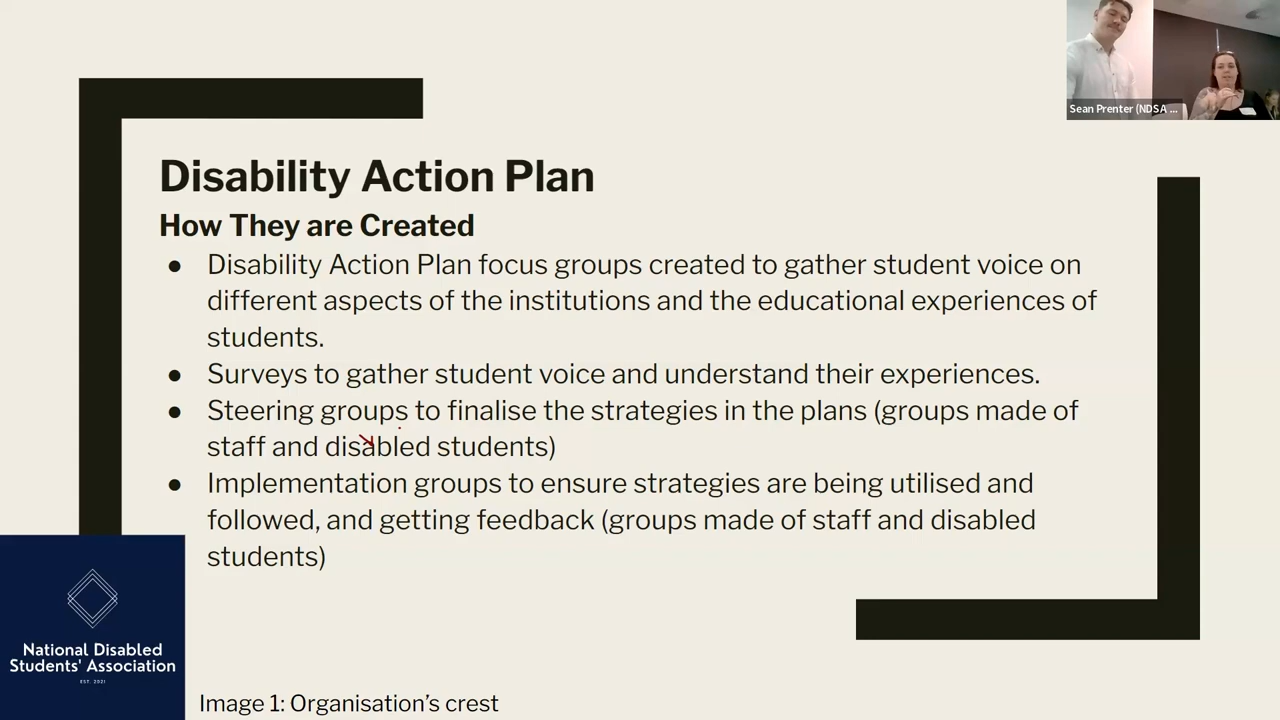 Sean Prenter (NDSA ...
Disability Action Plan
How They are Created
● Disability Action Plan focus groups created to gather student voice on
different aspects of the institutions and the educational experiences of
students.
● Surveys to gather student voice and understand their experiences.
● Steering groups to finalise the strategies in the plans (groups made of
staff and disabled students)
● Implementation groups to ensure strategies are being utilised and
followed, and getting feedback (groups made of staff and disabled
students)
National Disabled
Students' Association
EST. 2021
Image 1: Organisation’s crest